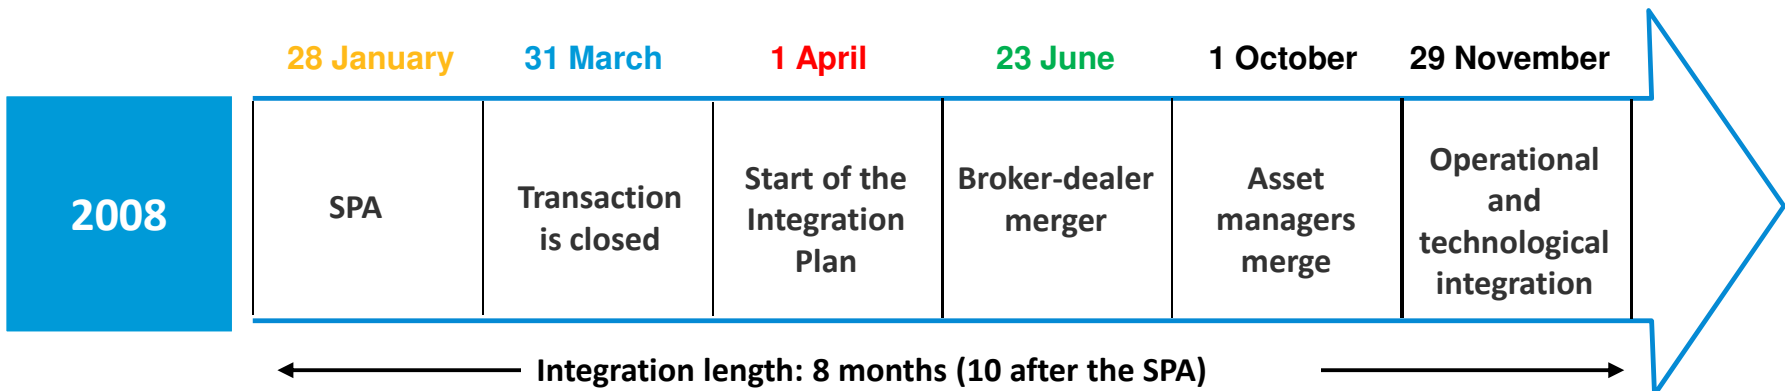 28 January
31 March
1 April
23 June
1 October
29 November
2008
SPA
Transaction
is closed
Start of the
Integration
Plan
Broker-dealer
merger
Asset
managers
merge
Operational
and
technological
integration
Integration length: 8 months (10 after the SPA)